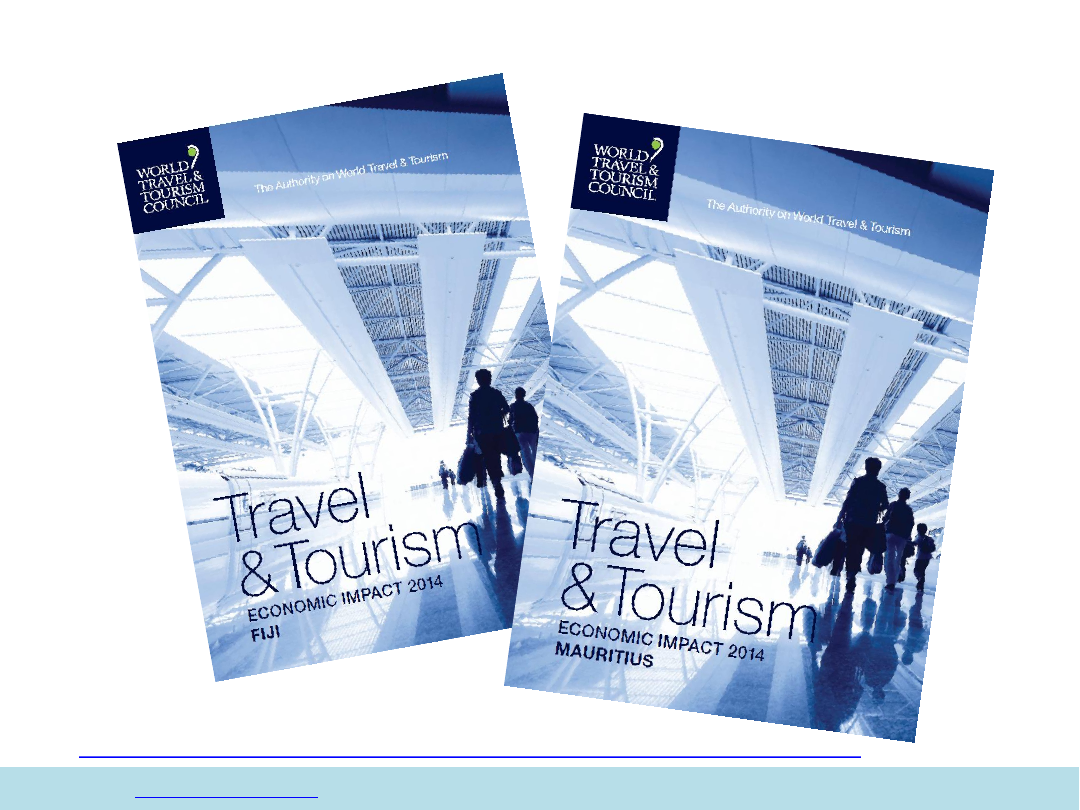 WORLD
TRAVEL &
TOURISM
COUNCIL
The Authority on World Travel & Tourism
Travel
& Tourism
ECONOMIC IMPACT 2014
FIJI
WORLD
TRAVEL &
TOURISM
COUNCIL
The Authority on World Travel & Tourism
Travel
& Tourism
ECONOMIC IMPACT 2014
MAURITIUS